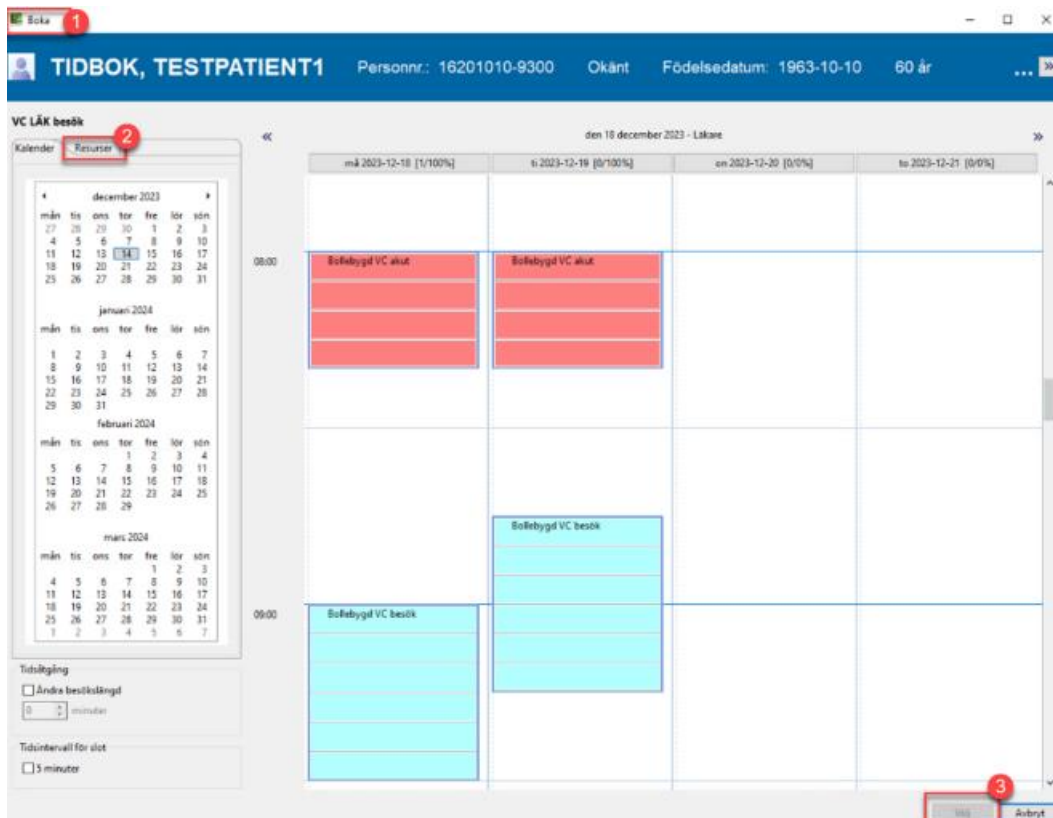 Boka
1
TIDBOK, TESTPATIENT1 Personnr.: 16201010-9300 Okänt Födelsedatum: 1963-10-10 60 år ... »
VC LÄK besök
2
Kalender Resurser
« den 18 december 2023 - Läkare »
må 2023-12-18 [1/100%] ti 2023-12-19 [0/100%] on 2023-12-20 [0/0%] to 2023-12-21 [0/0%]
december 2023
mån tis ons tor fre lör sön
27 28 29 30 1 2 3
4 5 6 7 8 9 10
11 12 13 14 15 16 17
18 19 20 21 22 23 24
25 26 27 28 29 30 31
januari 2024
mån tis ons tor fre lör sön
1 2 3 4 5 6 7
8 9 10 11 12 13 14
15 16 17 18 19 20 21
22 23 24 25 26 27 28
29 30 31
februari 2024
mån tis ons tor fre lör sön
1 2 3 4
5 6 7 8 9 10 11
12 13 14 15 16 17 18
19 20 21 22 23 24 25
26 27 28 29
mars 2024
mån tis ons tor fre lör sön
1 2 3
4 5 6 7 8 9 10
11 12 13 14 15 16 17
18 19 20 21 22 23 24
25 26 27 28 29 30 31
1 2 3 4 5 6 7
Tidsåtgång
Ändra besökslängd
0 minuter
Tidsintervall för slot
5 minuter
08:00 Bollebygd VC akut Bollebygd VC akut
Bollebygd VC besök
09:00 Bollebygd VC besök
3
Avbryt